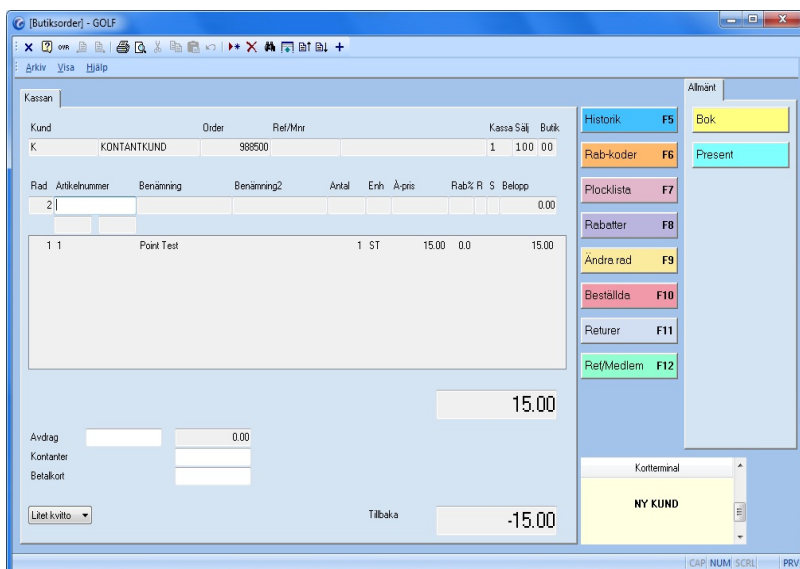 [Butiksorder] - GOLF
OVR
Arkiv Visa Hjälp
Kassan
Kund Order Ref/Mnr Kassa Sälj Butik
K KONTANTKUND 988500 1 100 00
Rad Artikelnummer Benämning Benämning2 Antal Enh À-pris Rab% R S Belopp
2 0.00
1 1 Point Test 1 ST 15.00 0.0 15.00
15.00
Avdrag 0.00
Kontanter
Betalkort
Litet kvitto Tillbaka -15.00
Historik F5
Rab-koder F6
Plocklista F7
Rabatter F8
Ändra rad F9
Beställda F10
Returer F11
Ref/Medlem F12
Allmänt
Bok
Present
Kortterminal
NY KUND
CAP NUM SCRL PRV